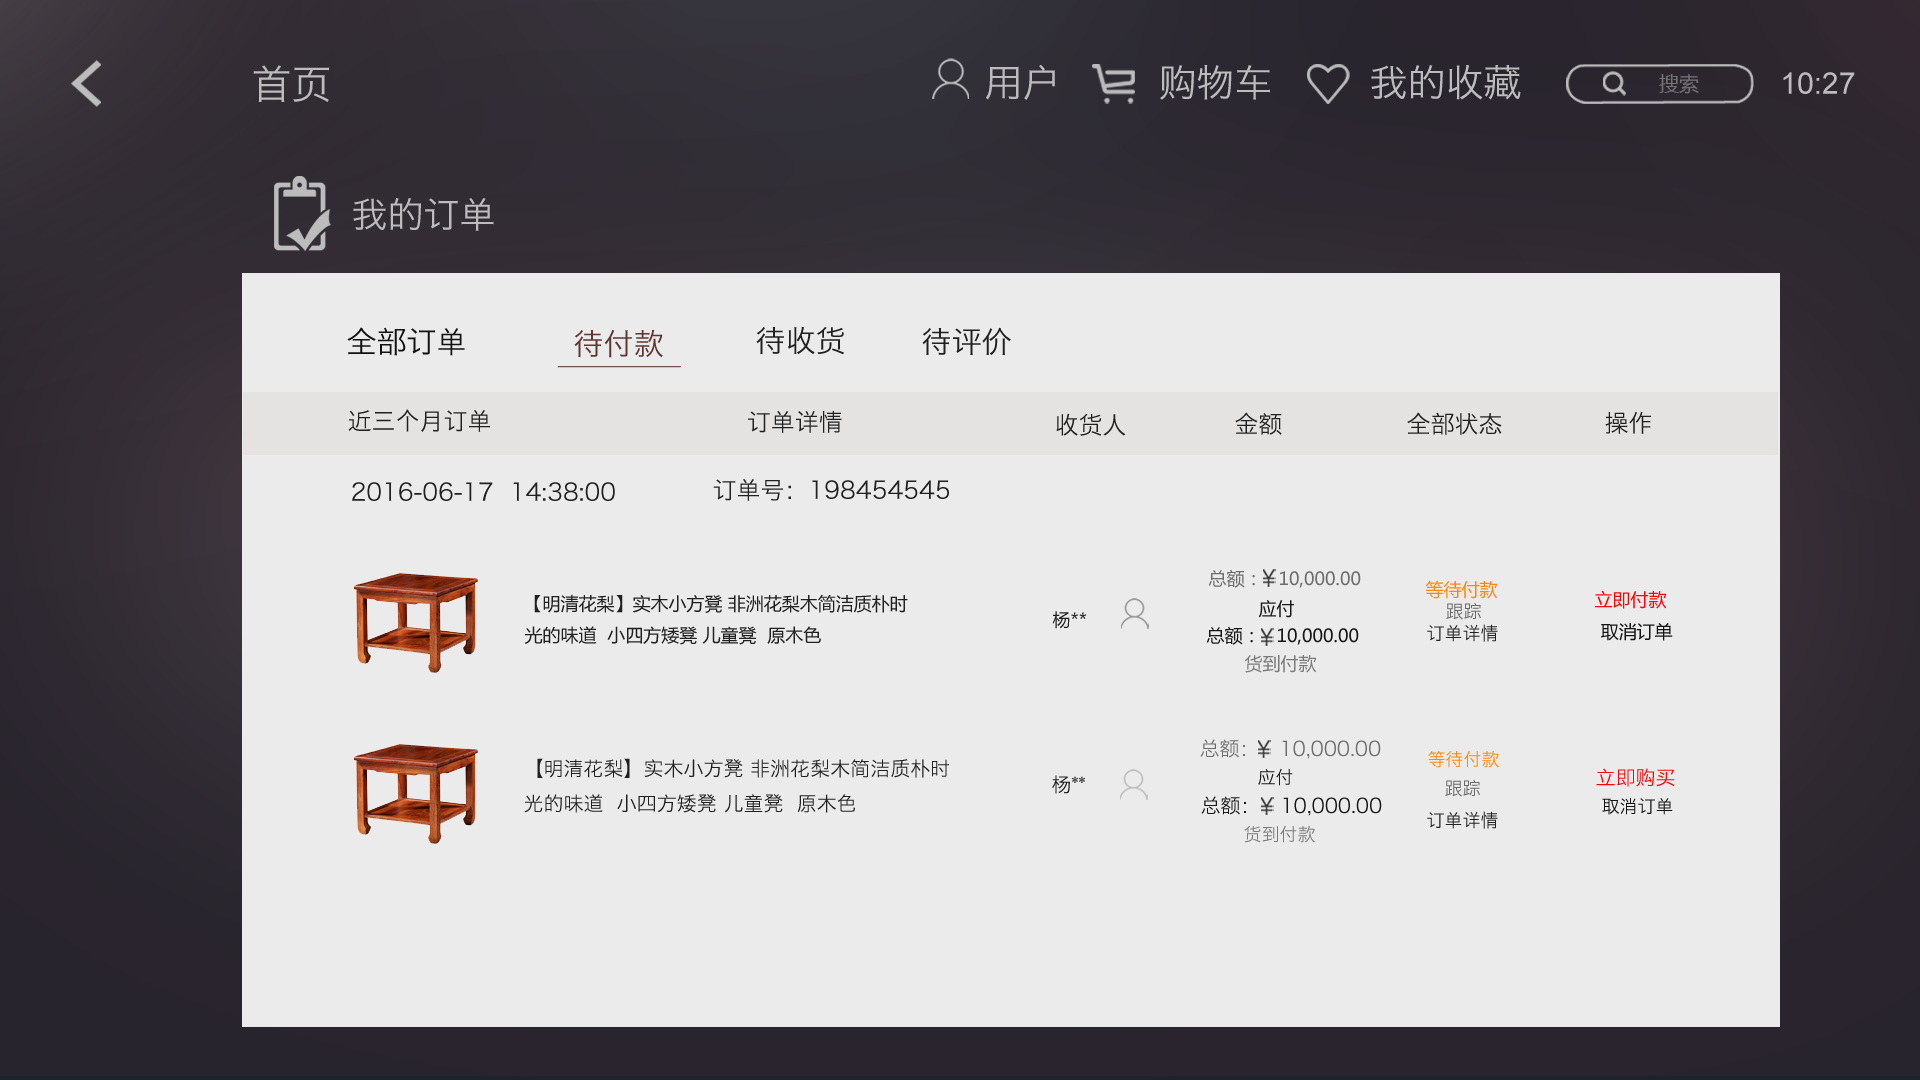 首页
用户
购物车
我的收藏
搜索
10:27
我的订单
全部订单
待付款
待收货
待评价
近三个月订单
订单详情
收货人
金额
全部状态
操作
2016-06-17 14:38:00
订单号：198454545
【明清花梨】实木小方凳 非洲花梨木简洁质朴时
光的味道 小四方矮凳 儿童凳 原木色
杨**
总额：¥10,000.00
应付
总额：¥10,000.00
货到付款
等待付款
跟踪
订单详情
立即付款
取消订单
【明清花梨】实木小方凳 非洲花梨木简洁质朴时
光的味道 小四方矮凳 儿童凳 原木色
杨**
总额：¥ 10,000.00
应付
总额：¥ 10,000.00
货到付款
等待付款
跟踪
订单详情
立即购买
取消订单